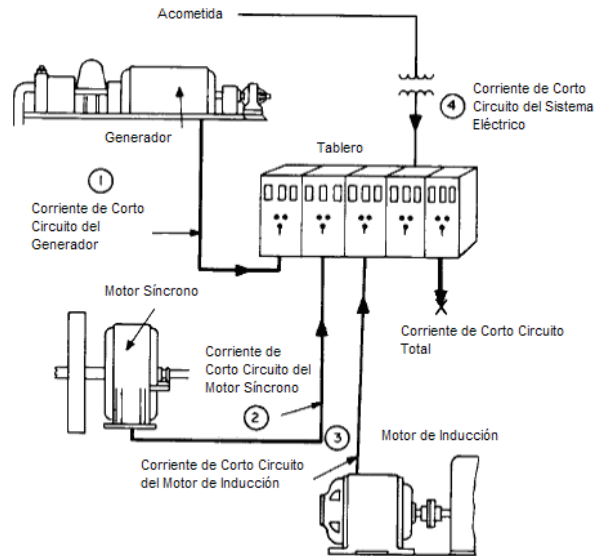 Acometida
4
Corriente de Corto
Circuito del Sistema
Eléctrico
Generador
Tablero
1
Corriente de Corto
Circuito del
Generador
Motor Síncrono
Corriente de Corto Circuito
Total
Corriente de
Corto Circuito del
Motor Síncrono
2
3
Motor de Inducción
Corriente de Corto Circuito
del Motor de Inducción